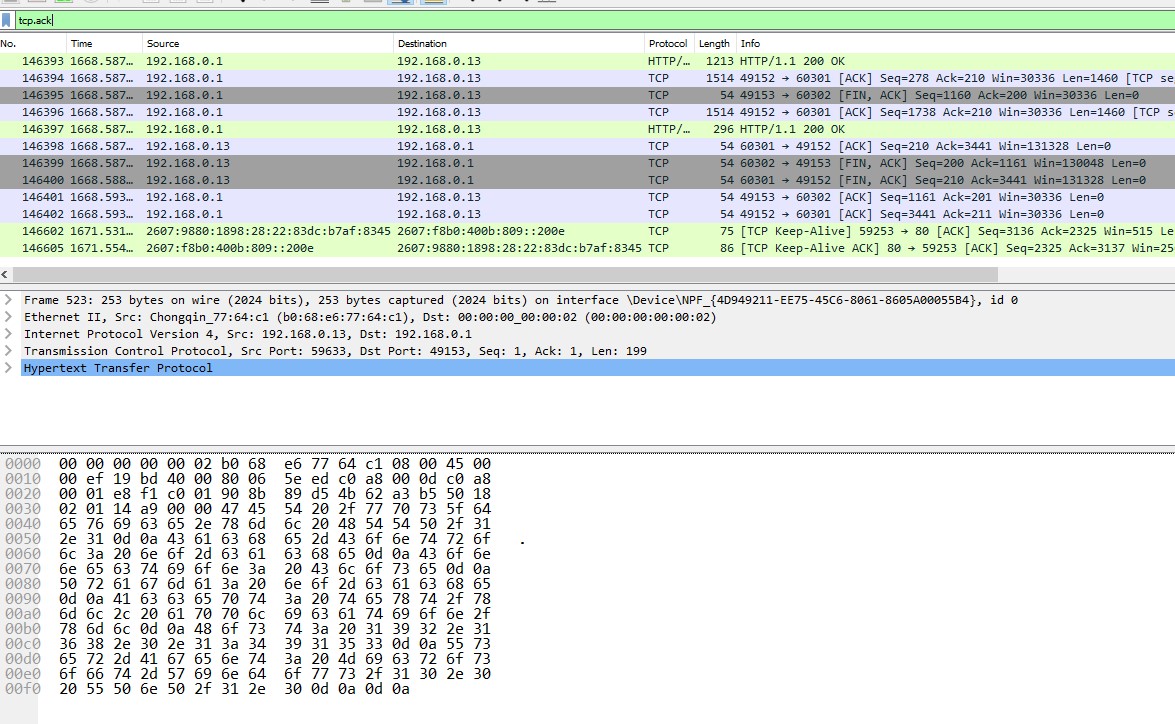 tcp.ack
No. Time Source Destination Protocol Length Info
146393 1668.587… 192.168.0.1 192.168.0.13 HTTP/… 1213 HTTP/1.1 200 OK
146394 1668.587… 192.168.0.1 192.168.0.13 TCP 1514 49152 → 60301 [ACK] Seq=278 Ack=210 Win=30336 Len=1460 [TCP se
146395 1668.587… 192.168.0.1 192.168.0.13 TCP 54 49153 → 60302 [FIN, ACK] Seq=1160 Ack=200 Win=30336 Len=0
146396 1668.587… 192.168.0.1 192.168.0.13 TCP 1514 49152 → 60301 [ACK] Seq=1738 Ack=210 Win=30336 Len=1460 [TCP s
146397 1668.587… 192.168.0.1 192.168.0.13 HTTP/… 296 HTTP/1.1 200 OK
146398 1668.587… 192.168.0.13 192.168.0.1 TCP 54 60301 → 49152 [ACK] Seq=210 Ack=3441 Win=131328 Len=0
146399 1668.587… 192.168.0.13 192.168.0.1 TCP 54 60302 → 49153 [FIN, ACK] Seq=200 Ack=1161 Win=130048 Len=0
146400 1668.588… 192.168.0.13 192.168.0.1 TCP 54 60301 → 49152 [FIN, ACK] Seq=210 Ack=3441 Win=131328 Len=0
146401 1668.593… 192.168.0.1 192.168.0.13 TCP 54 49153 → 60302 [ACK] Seq=1161 Ack=201 Win=30336 Len=0
146402 1668.593… 192.168.0.1 192.168.0.13 TCP 54 49152 → 60301 [ACK] Seq=3441 Ack=211 Win=30336 Len=0
146602 1671.531… 2607:9880:1898:28:22:83dc:b7af:8345 2607:f8b0:400b:809::200e TCP 75 [TCP Keep-Alive] 59253 → 80 [ACK] Seq=3136 Ack=2325 Win=515 Le
146605 1671.554… 2607:f8b0:400b:809::200e 2607:9880:1898:28:22:83dc:b7af:8345 TCP 86 [TCP Keep-Alive ACK] 80 → 59253 [ACK] Seq=2325 Ack=3137 Win=25
Frame 523: 253 bytes on wire (2024 bits), 253 bytes captured (2024 bits) on interface \Device\NPF_{4D949211-EE75-45C6-8061-8605A00055B4}, id 0
Ethernet II, Src: Chongqin_77:64:c1 (b0:68:e6:77:64:c1), Dst: 00:00:00_00:00:02 (00:00:00:00:00:02)
Internet Protocol Version 4, Src: 192.168.0.13, Dst: 192.168.0.1
Transmission Control Protocol, Src Port: 59633, Dst Port: 49153, Seq: 1, Ack: 1, Len: 199
Hypertext Transfer Protocol
0000 00 00 00 00 00 02 b0 68 e6 77 64 c1 08 00 45 00
0010 00 ef 19 bd 40 00 80 06 5e ed c0 a8 00 0d c0 a8
0020 00 01 e8 f1 c0 01 90 8b 89 d5 4b 62 a3 b5 50 18
0030 02 01 14 a9 00 00 47 45 54 20 2f 77 70 73 5f 64
0040 65 76 69 63 65 2e 78 6d 6c 20 48 54 54 50 2f 31
0050 2e 31 0d 0a 43 61 63 68 65 2d 43 6f 6e 74 72 6f .
0060 6c 3a 20 6e 6f 2d 63 61 63 68 65 0d 0a 43 6f 6e
0070 6e 65 63 74 69 6f 6e 3a 20 43 6c 6f 73 65 0d 0a
0080 50 72 61 67 6d 61 3a 20 6e 6f 2d 63 61 63 68 65
0090 0d 0a 41 63 63 65 70 74 3a 20 74 65 78 74 2f 78
00a0 6d 6c 2c 20 61 70 70 6c 69 63 61 74 69 6f 6e 2f
00b0 78 6d 6c 0d 0a 48 6f 73 74 3a 20 31 39 32 2e 31
00c0 36 38 2e 30 2e 31 3a 34 39 31 35 33 0d 0a 55 73
00d0 65 72 2d 41 67 65 6e 74 3a 20 4d 69 63 72 6f 73
00e0 6f 66 74 2d 57 69 6e 64 6f 77 73 2f 31 30 2e 30
00f0 20 55 50 6e 50 2f 31 2e 30 0d 0a 0d 0a